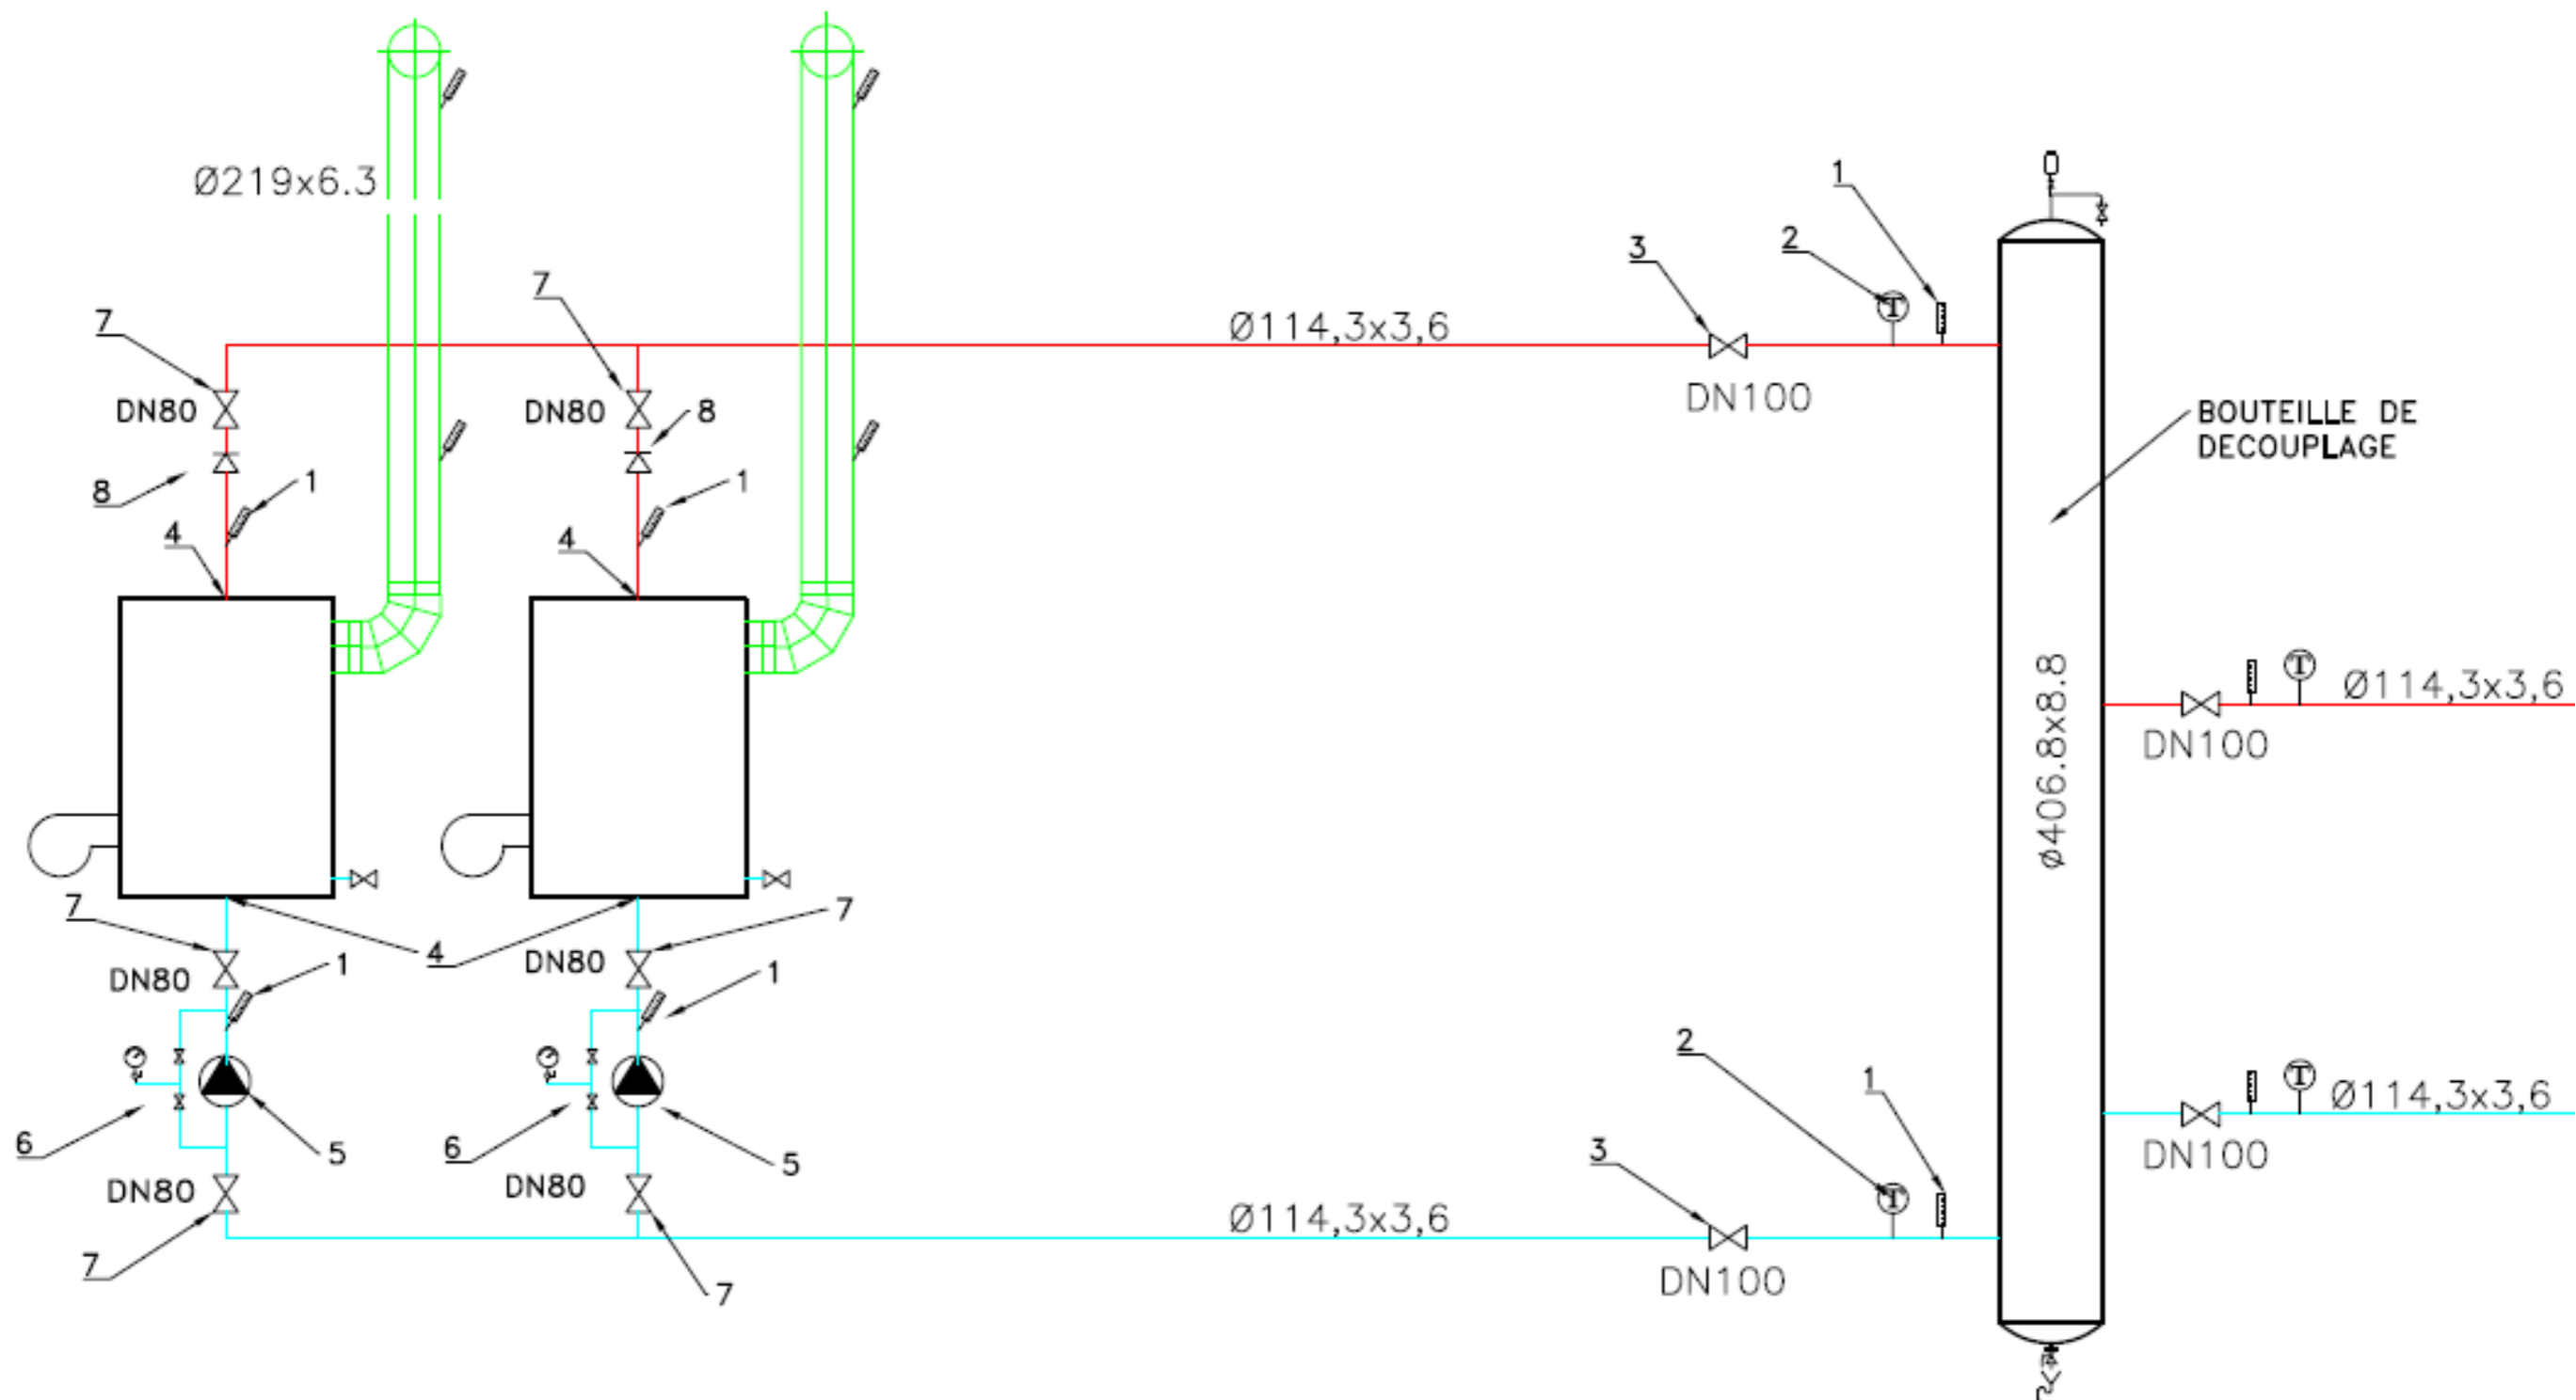 Ø219x6.3
1
2
3
7
7
Ø114,3x3,6
DN100
DN80
DN80
8
BOUTEILLE DE
DECOUPLAGE
8
1
1
4
4
Ø406.8x8.8
Ø114,3x3,6
DN100
7
7
4
DN80
DN80
1
1
2
1
Ø114,3x3,6
DN100
6
5
6
5
3
DN80
DN80
Ø114,3x3,6
DN100
7
7
T
T
T
T